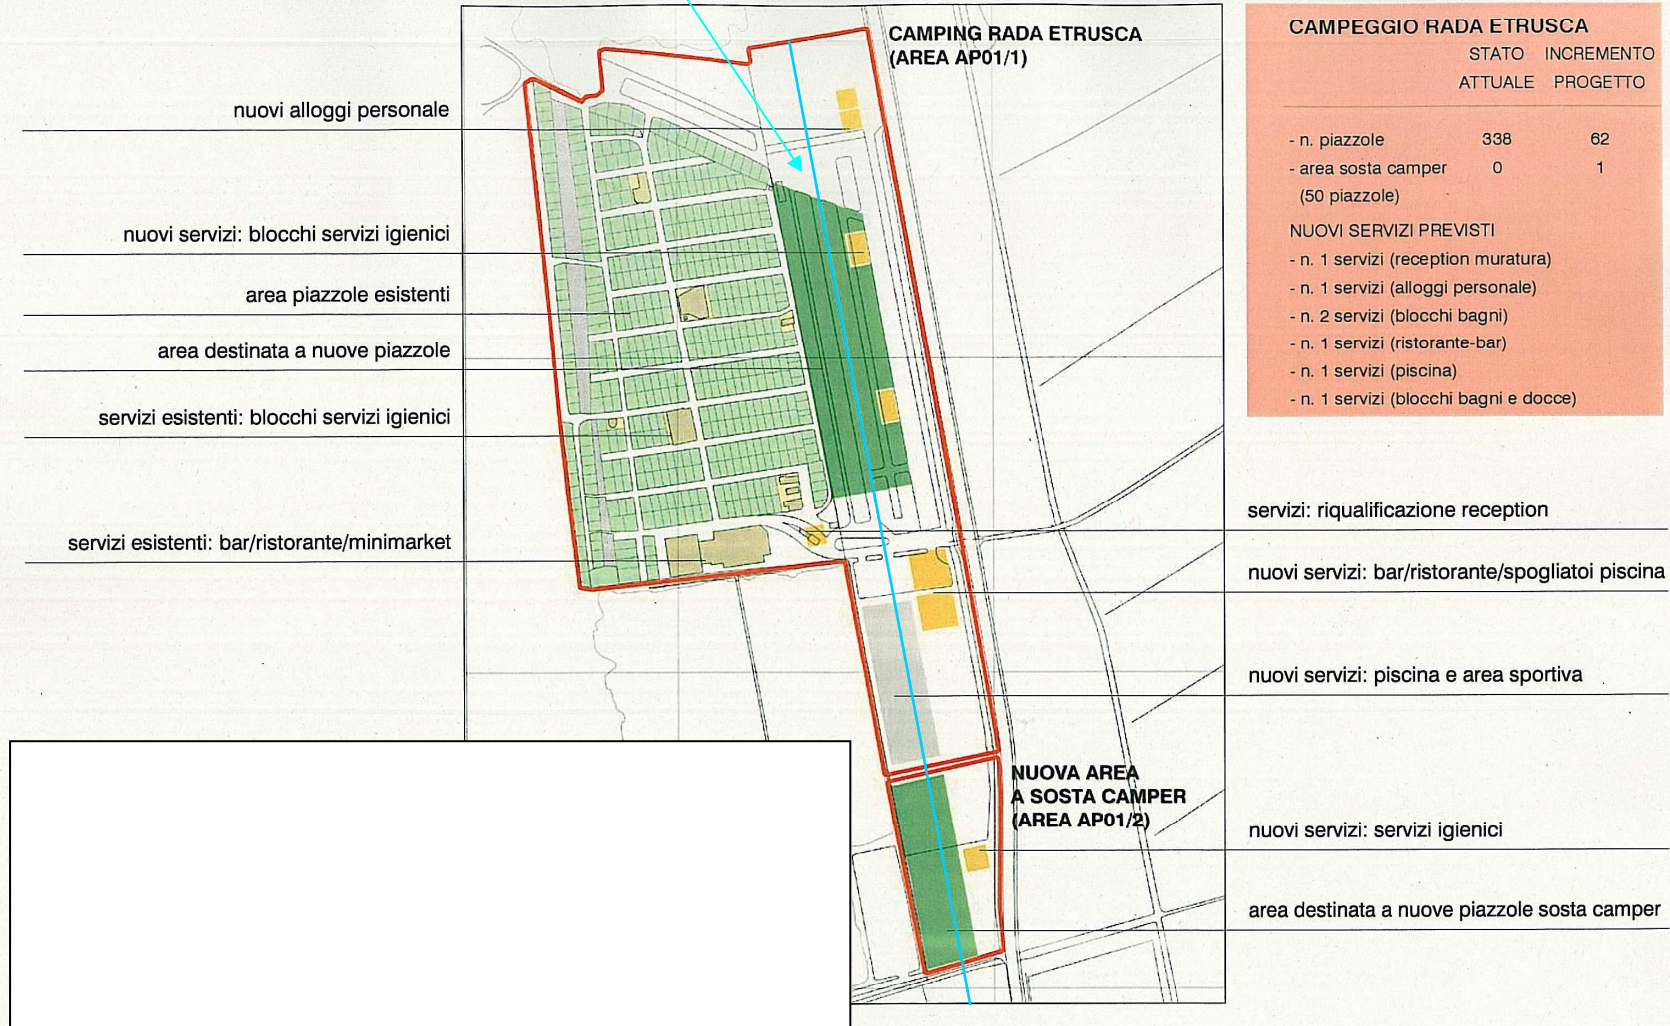 CAMPING RADA ETRUSCA
(AREA AP01/1)
nuovi alloggi personale
nuovi servizi: blocchi servizi igienici
area piazzole esistenti
area destinata a nuove piazzole
servizi esistenti: blocchi servizi igienici
servizi esistenti: bar/ristorante/minimarket
CAMPEGGIO RADA ETRUSCA
STATO INCREMENTO
ATTUALE PROGETTO
- n. piazzole 338 62
- area sosta camper 0 1
(50 piazzole)
NUOVI SERVIZI PREVISTI
- n. 1 servizi (reception muratura)
- n. 1 servizi (alloggi personale)
- n. 2 servizi (blocchi bagni)
- n. 1 servizi (ristorante-bar)
- n. 1 servizi (piscina)
- n. 1 servizi (blocchi bagni e docce)
servizi: riqualificazione reception
nuovi servizi: bar/ristorante/spogliatoi piscina
nuovi servizi: piscina e area sportiva
NUOVA AREA
A SOSTA CAMPER
(AREA AP01/2)
nuovi servizi: servizi igienici
area destinata a nuove piazzole sosta camper